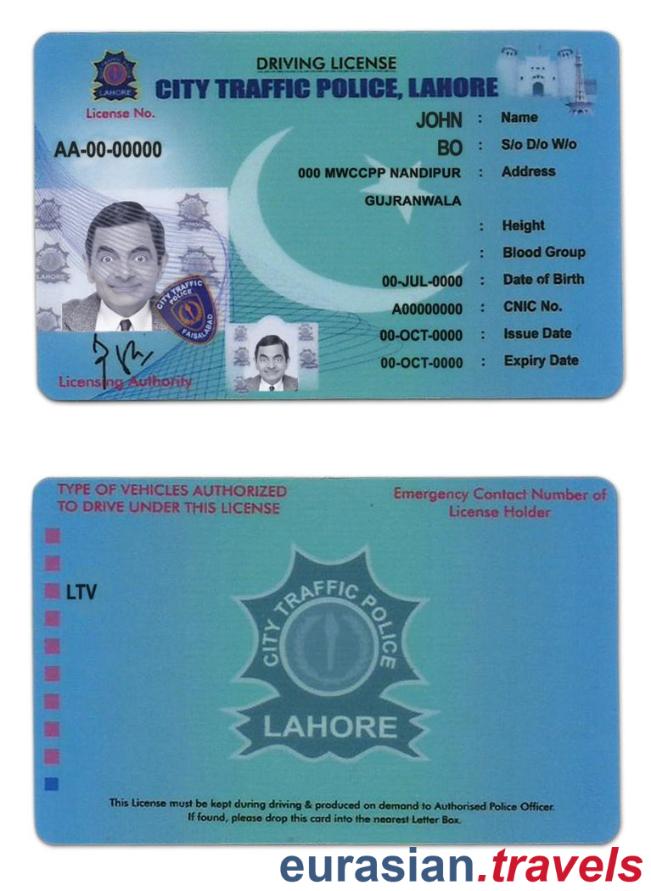 DRIVING LICENSE
CITY TRAFFIC POLICE, LAHORE
LAHORE
License No.
AA-00-00000
JOHN : Name
BO : S/o D/o W/o
000 MWCCPP NANDIPUR : Address
GUJRANWALA
: Height
: Blood Group
00-JUL-0000 : Date of Birth
A00000000 : CNIC No.
00-OCT-0000 : Issue Date
00-OCT-0000 : Expiry Date
CITY TRAFFIC
POLICE
FAISALABAD
Licensing Authority
TYPE OF VEHICLES AUTHORIZED
TO DRIVE UNDER THIS LICENSE
Emergency Contact Number of
License Holder
LTV
CITY TRAFFIC POLICE
LAHORE
This License must be kept during driving & produced on demand to Authorised Police Officer.
If found, please drop this card into the nearest Letter Box.
eurasian.travels